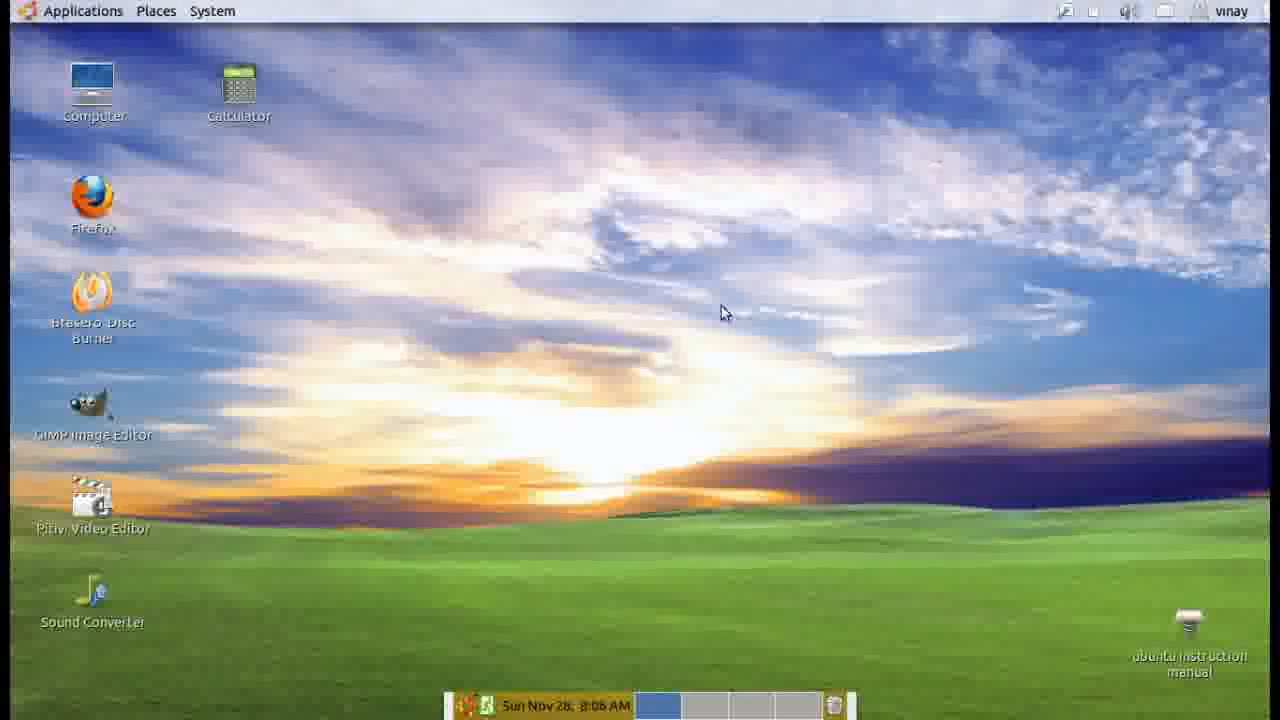 Applications Places System
vinay
Computer
Calculator
Firefox
Brasero Disc
Burner
GIMP Image Editor
Pitivi Video Editor
Sound Converter
ubuntu instruction
manual
Sun Nov 28, 8:06 AM